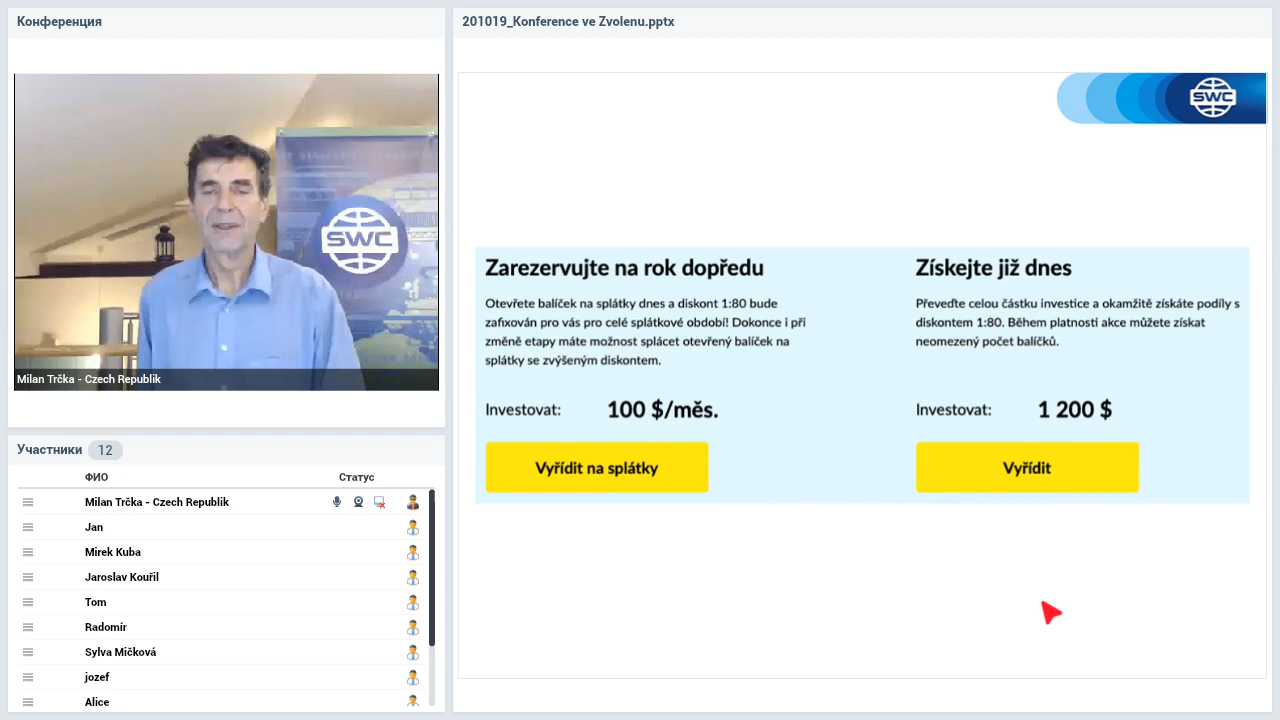 Конференция
SWC
Milan Trčka - Czech Republik
Участники 12
ФИО Статус
Milan Trčka - Czech Republik
Jan
Mirek Kuba
Jaroslav Kouřil
Tom
Radomír
Sylva Mičková
jozef
Alice
201019_Konference ve Zvolenu.pptx
SWC
Zarezervujte na rok dopředu
Otevřete balíček na splátky dnes a diskont 1:80 bude
zafixován pro vás pro celé splátkové období! Dokonce i při
změně etapy máte možnost splácet otevřený balíček na
splátky se zvýšeným diskontem.
Investovat: 100 $/měs.
Vyřídit na splátky
Získejte již dnes
Převeďte celou částku investice a okamžitě získáte podíly s
diskontem 1:80. Během platnosti akce můžete získat
neomezený počet balíčků.
Investovat: 1 200 $
Vyřídit